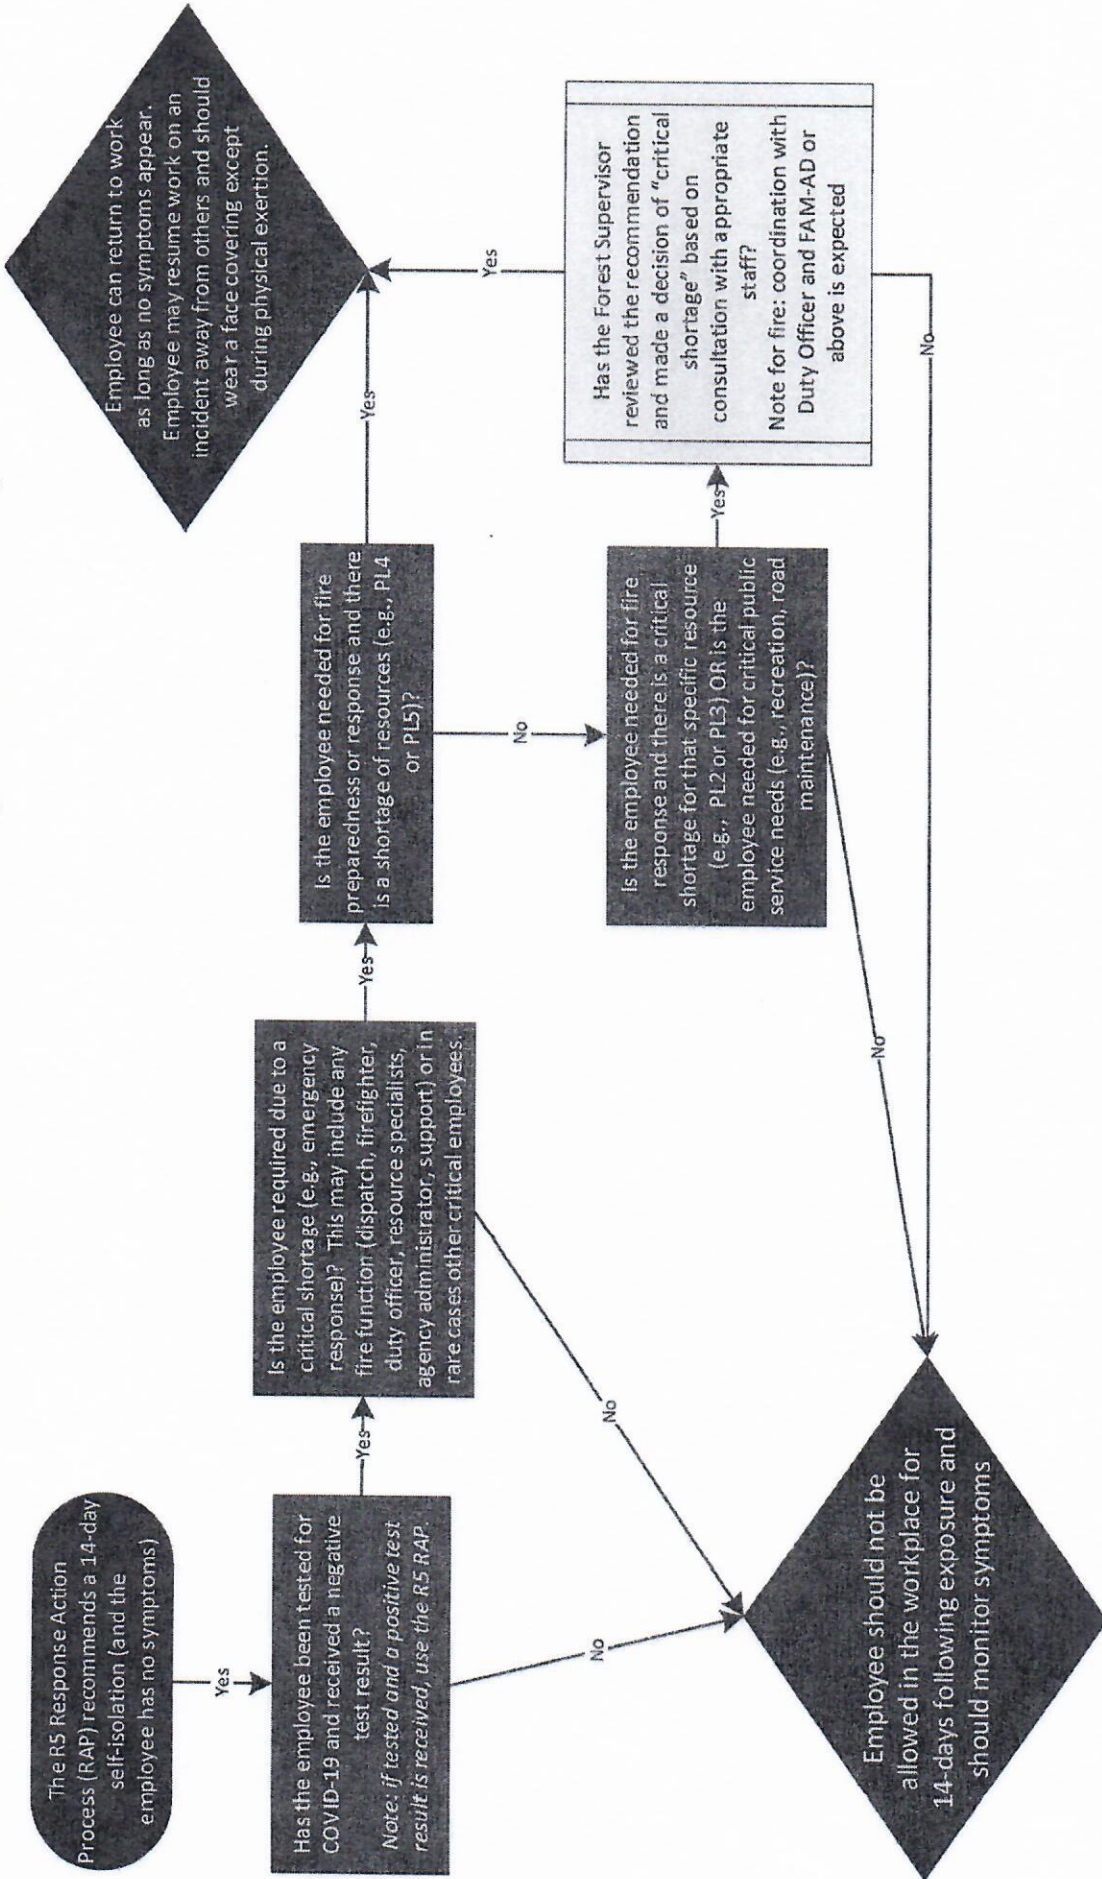 The R5 Response Action
Process (RAP) recommends a 14-day
self-isolation (and the
employee has no symptoms)
Yes
Has the employee been tested for
COVID-19 and received a negative
test result?
Note: if tested and a positive test
result is received, use the R5 RAP.
Yes
No
Is the employee required due to a
critical shortage (e.g., emergency
response)? This may include any
fire function (dispatch, firefighter,
duty officer, resource specialists,
agency administrator, support) or in
rare cases other critical employees.
Yes
No
Is the employee needed for fire
preparedness or response and there
is a shortage of resources (e.g., PL4
or PL5)?
Yes
No
Employee can return to work
as long as no symptoms appear.
Employee may resume work on an
incident away from others and should
wear a face covering except
during physical exertion.
Is the employee needed for fire
response and there is a critical
shortage for that specific resource
(e.g., PL2 or PL3) OR is the
employee needed for critical public
service needs (e.g., recreation, road
maintenance)?
Yes
No
Has the Forest Supervisor
reviewed the recommendation
and made a decision of "critical
shortage" based on
consultation with appropriate
staff?
Note for fire: coordination with
Duty Officer and FAM-AD or
above is expected
Yes
No
Employee should not be
allowed in the workplace for
14-days following exposure and
should monitor symptoms